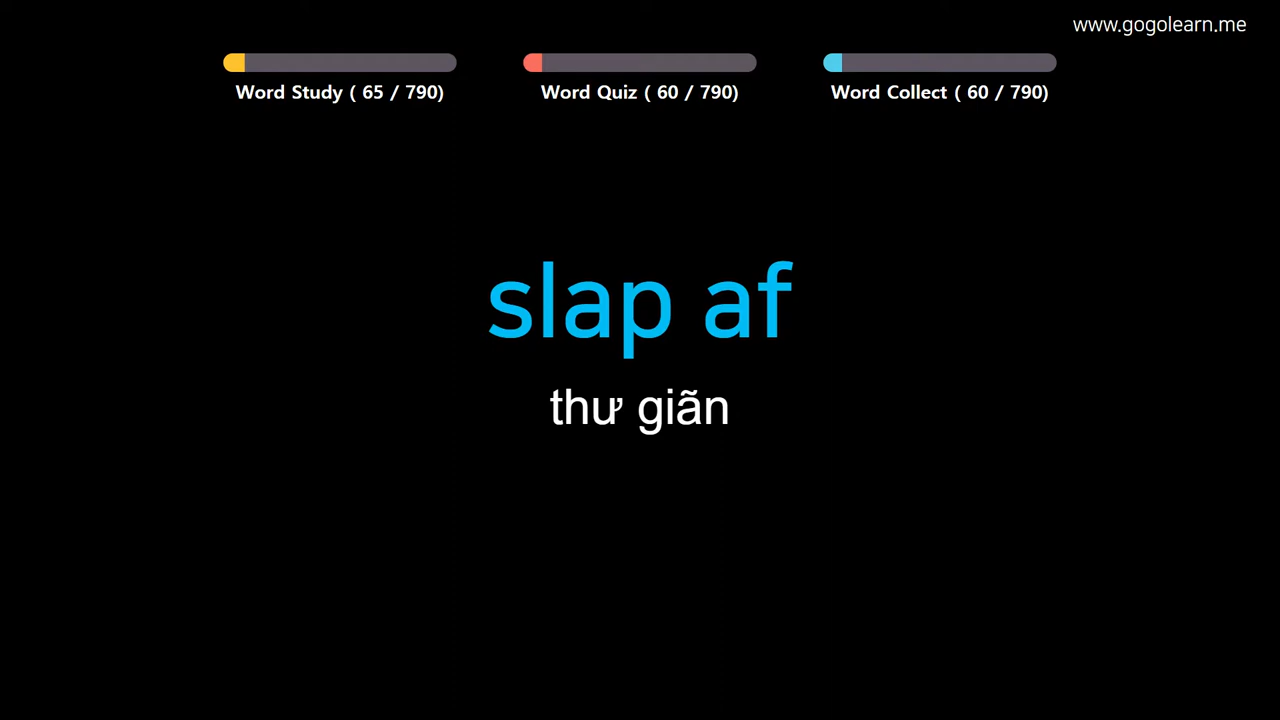 www.gogolearn.me
Word Study ( 65 / 790)
Word Quiz ( 60 / 790)
Word Collect ( 60 / 790)
slap af
thư giãn